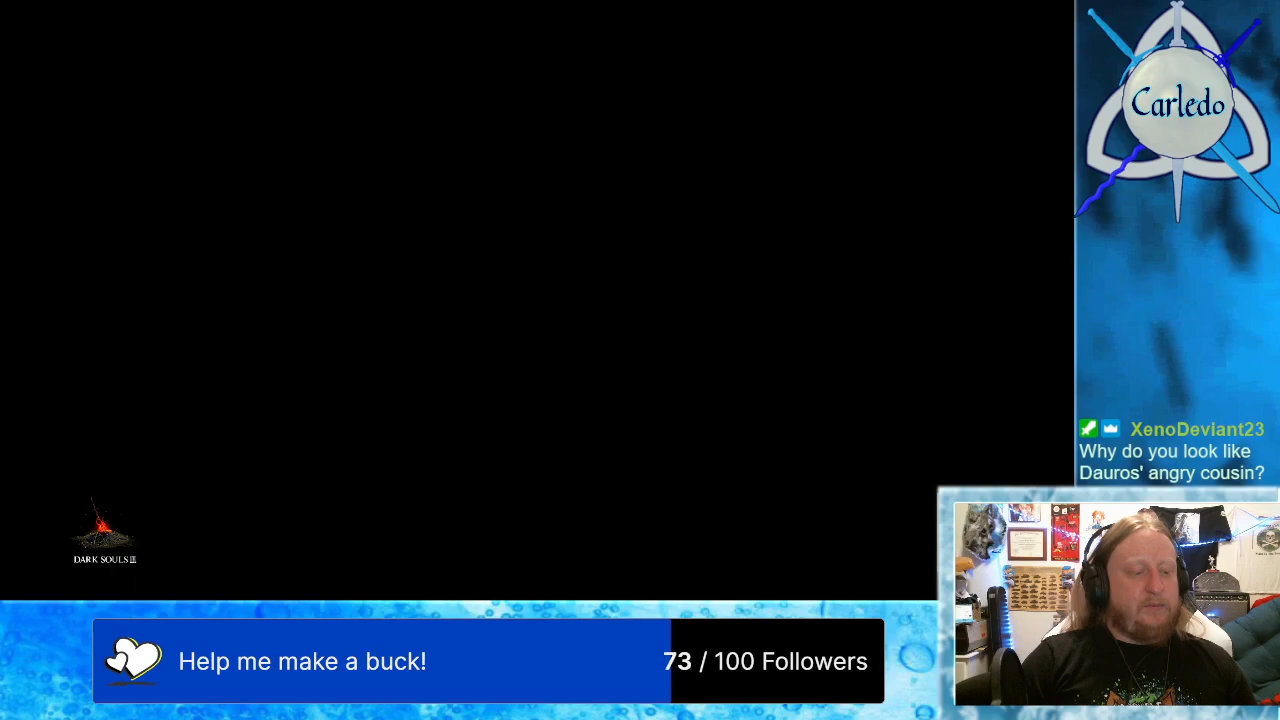 Carledo
XenoDeviant23
Why do you look like
Dauros' angry cousin?
DARK SOULS III
Help me make a buck!
73 / 100 Followers